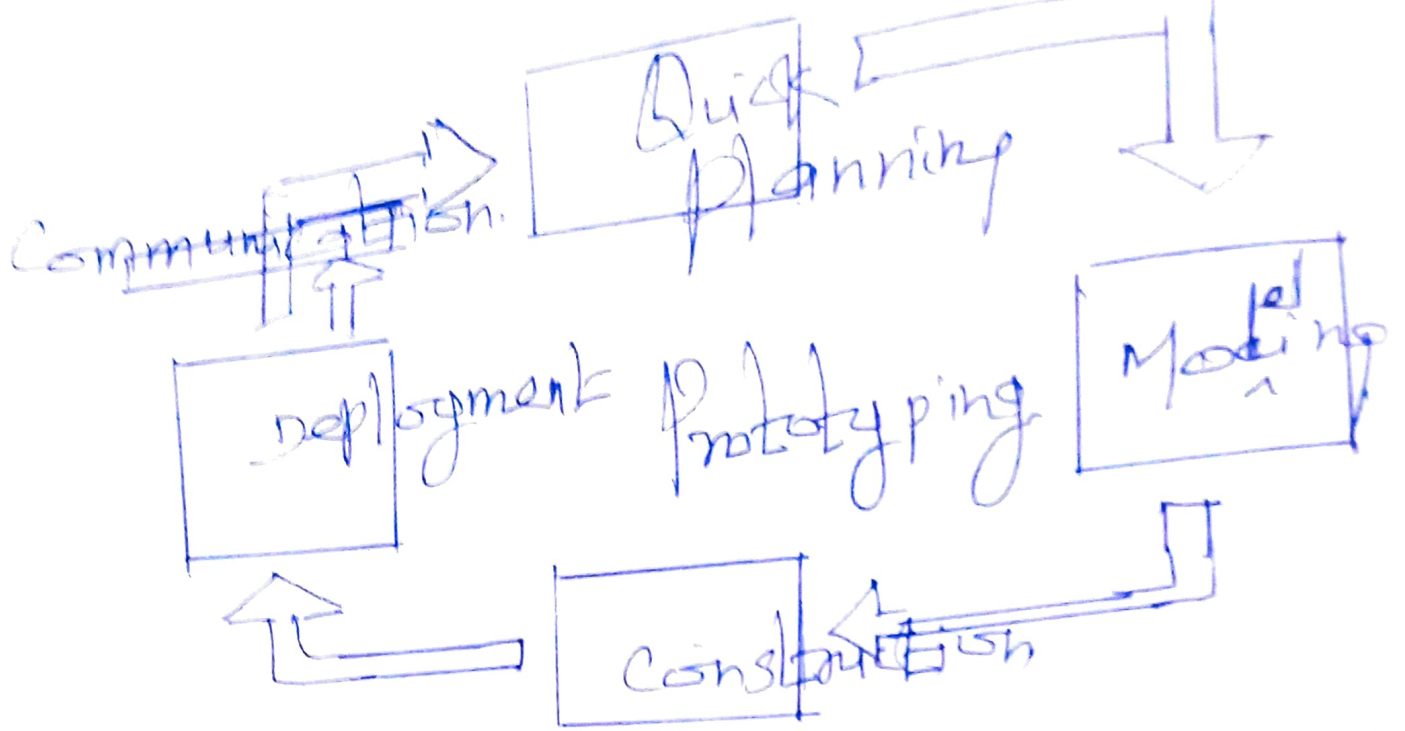 Quick
Planning
Communication.
Modeling
Deployment
Prototyping
Construction